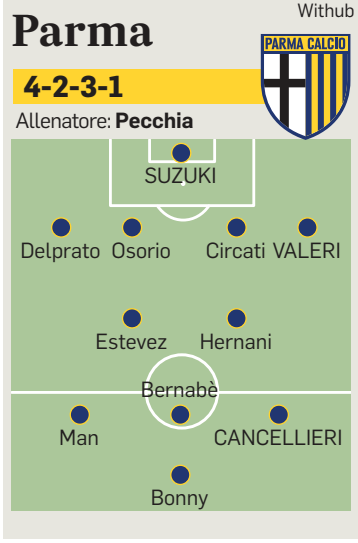 Withub
Parma
PARMA CALCIO
4-2-3-1
Allenatore: Pecchia
SUZUKI
Delprato Osorio Circati VALERI
Estevez Hernani
Bernabè
Man CANCELLIERI
Bonny